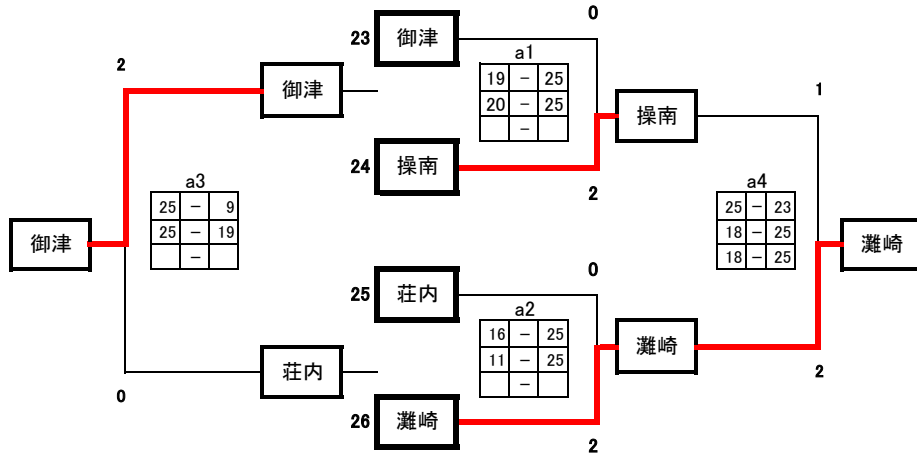 0
23 御津
a1
2
19 － 25
御津
20 － 25
1
－
操南
24 操南
a3
2
a4
25 － 9
25 － 23
25 － 19
18 － 25
－
18 － 25
御津
灘崎
0
25 荘内
a2
16 － 25
11 － 25
－
灘崎
荘内
0
2
26 灘崎
2